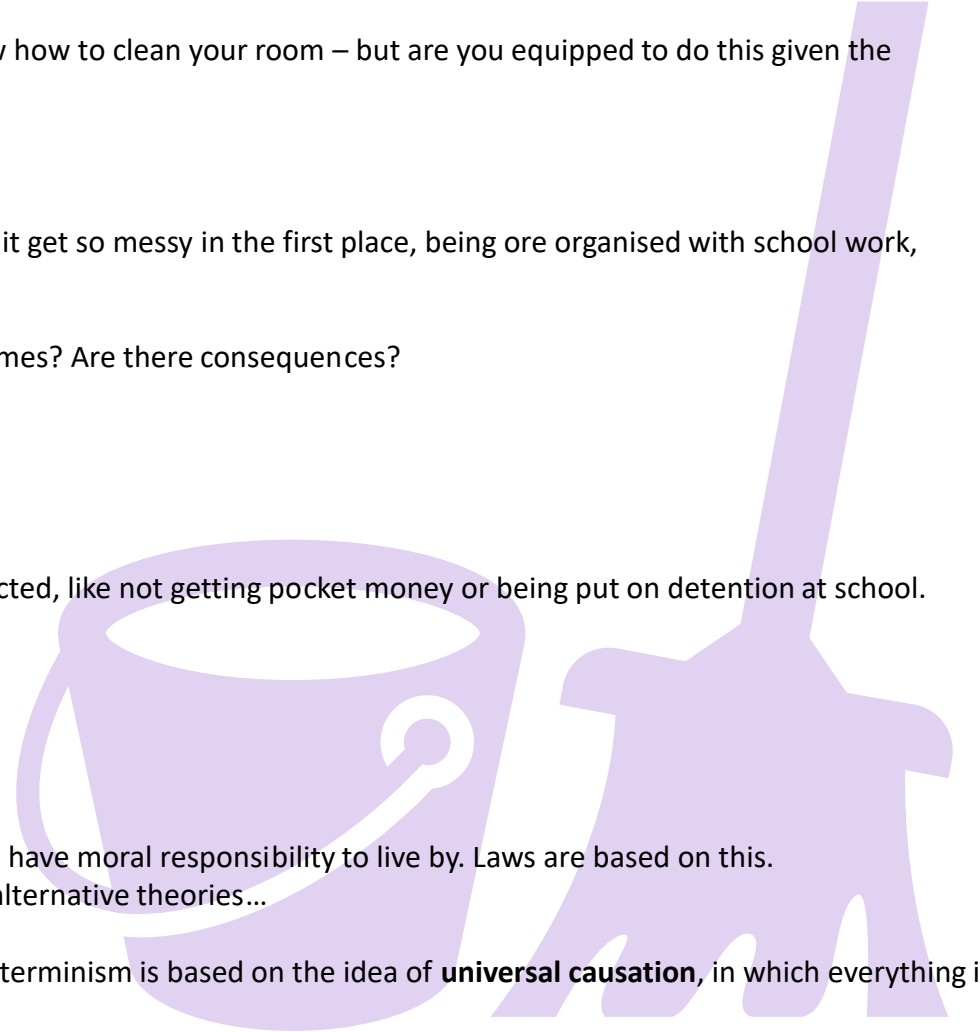 how to clean your room – but are you equipped to do this given the
it get so messy in the first place, being ore organised with school work,
mes? Are there consequences?
cted, like not getting pocket money or being put on detention at school.
have moral responsibility to live by. Laws are based on this.
alternative theories...
terminism is based on the idea of universal causation, in which everything i